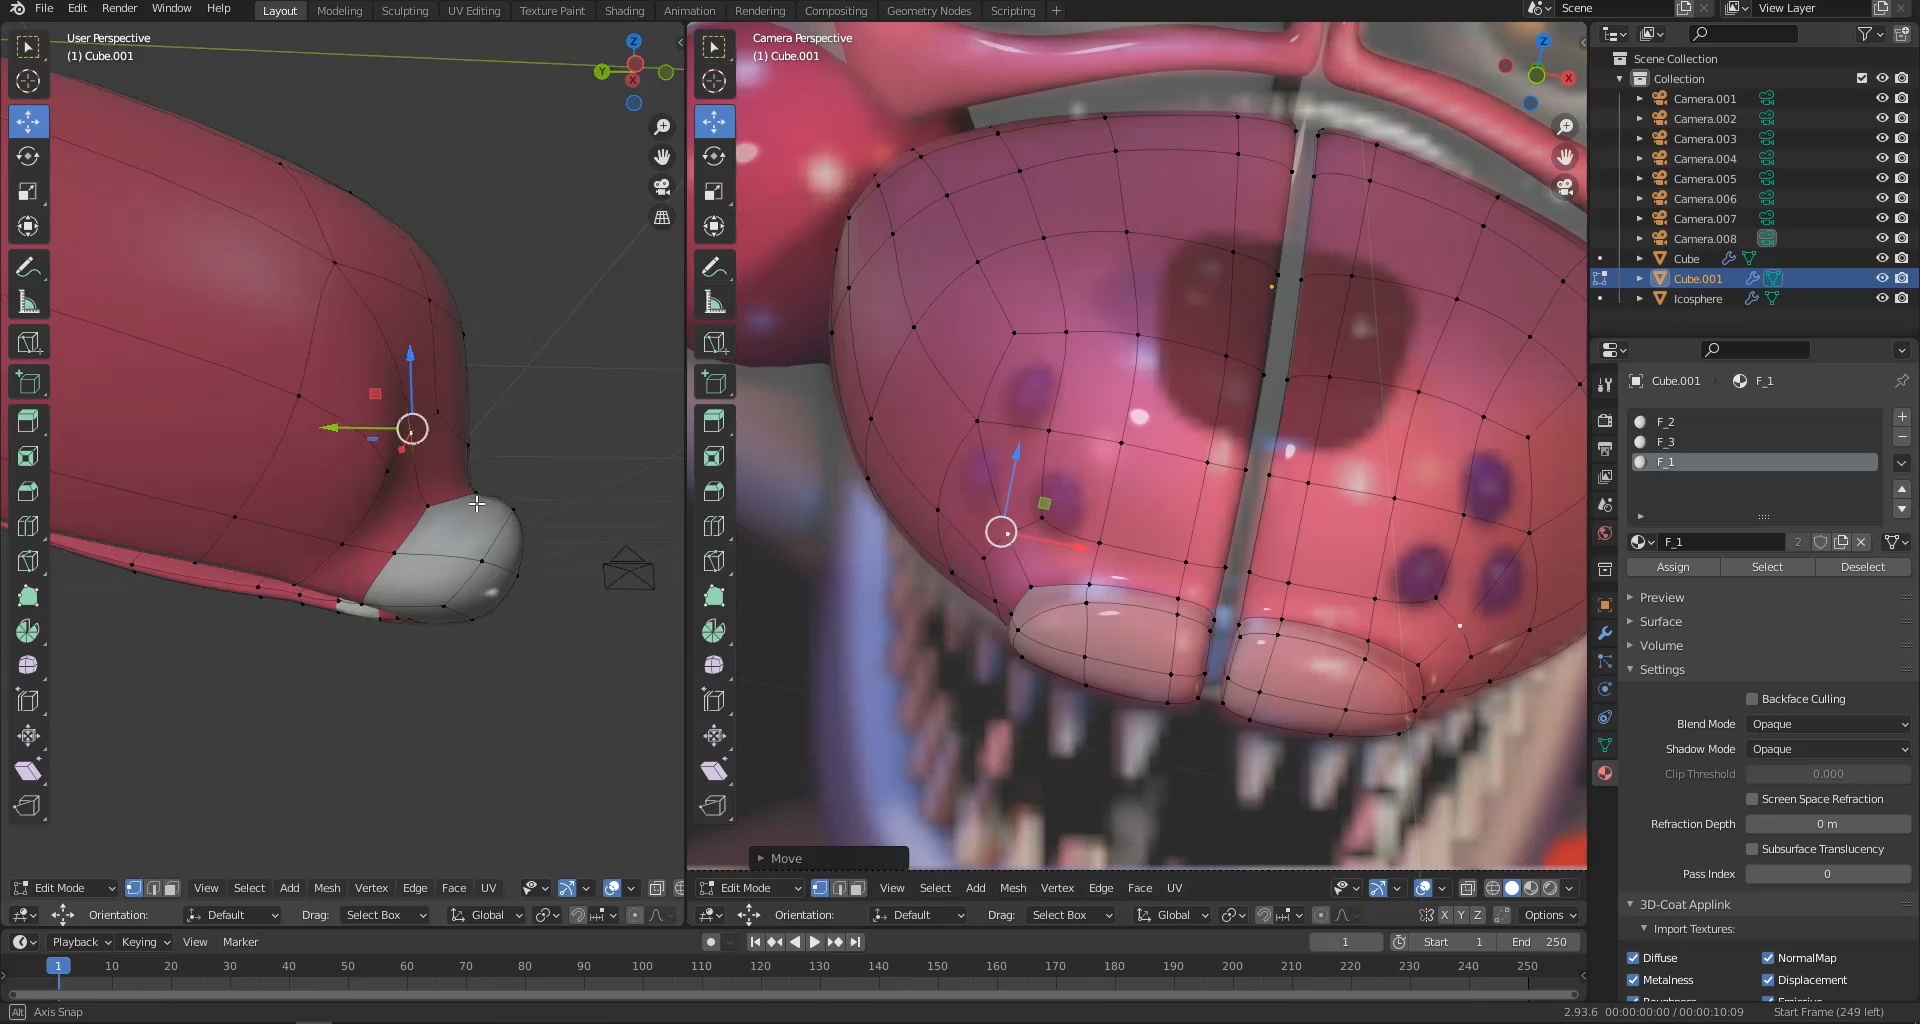 File Edit Render Window Help Layout Modeling Sculpting UV Editing Texture Paint Shading Animation Rendering Compositing Geometry Nodes Scripting + Scene View Layer
User Perspective
(1) Cube.001
Camera Perspective
(1) Cube.001
Z
Y
X
Z
X
Scene Collection
Collection
Camera.001
Camera.002
Camera.003
Camera.004
Camera.005
Camera.006
Camera.007
Camera.008
Cube
Cube.001
Icosphere
Cube.001 F_1
F_2
F_3
F_1
F_1 2
Assign Select Deselect
Preview
Surface
Volume
Settings
Backface Culling
Blend Mode Opaque
Shadow Mode Opaque
Clip Threshold 0.000
Screen Space Refraction
Refraction Depth 0 m
Subsurface Translucency
Pass Index 0
3D-Coat Applink
Import Textures:
Diffuse NormalMap
Metalness Displacement
Roughness Emissive
Move
Edit Mode View Select Add Mesh Vertex Edge Face UV
Orientation: Default Drag: Select Box Global
Edit Mode View Select Add Mesh Vertex Edge Face UV
Orientation: Default Drag: Select Box Global X Y Z Options
Playback Keying View Marker 1 Start 1 End 250
1 10 20 30 40 50 60 70 80 90 100 110 120 130 140 150 160 170 180 190 200 210 220 230 240 250
Alt Axis Snap 2.93.6 00:00:00:00 / 00:00:10:09 Start Frame (249 left)